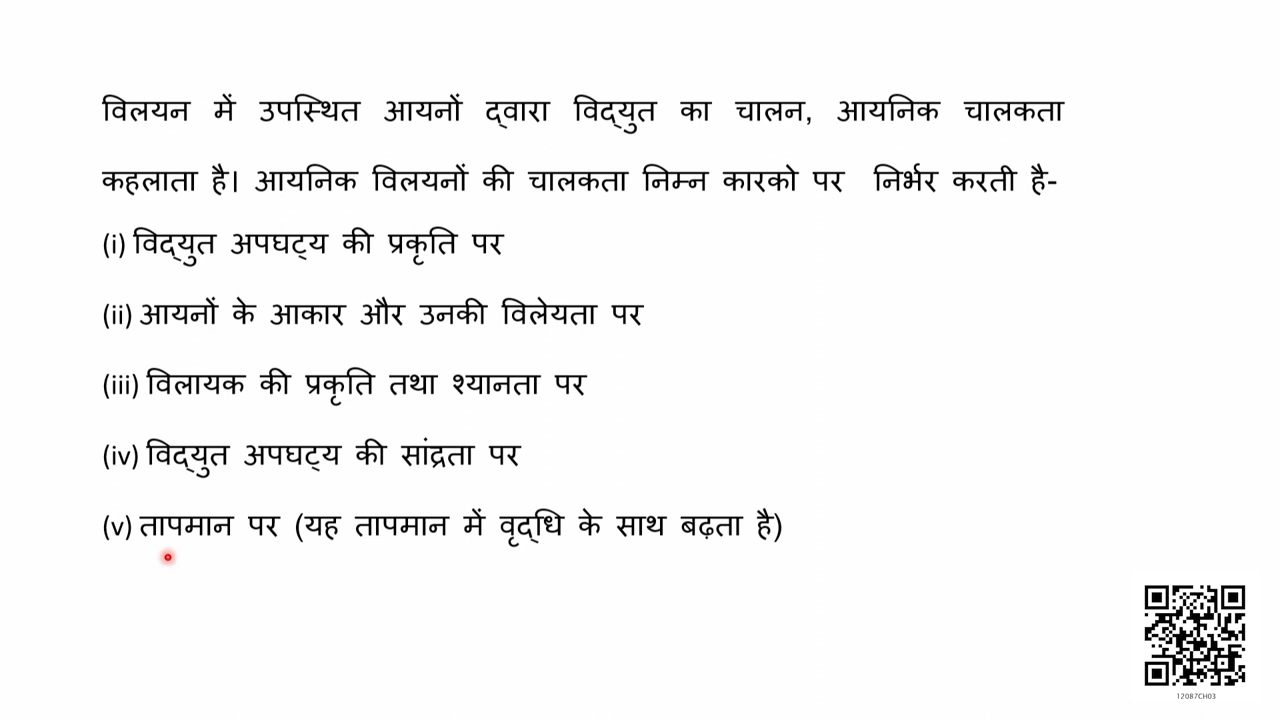 विलयन में उपस्थित आयनों द्वारा विद्युत का चालन, आयनिक चालकता
कहलाता है। आयनिक विलयनों की चालकता निम्न कारको पर निर्भर करती है-
(i) विद्युत अपघट्य की प्रकृति पर
(ii) आयनों के आकार और उनकी विलेयता पर
(iii) विलायक की प्रकृति तथा श्यानता पर
(iv) विद्युत अपघट्य की सांद्रता पर
(v) तापमान पर (यह तापमान में वृद्धि के साथ बढ़ता है)
12087CH03